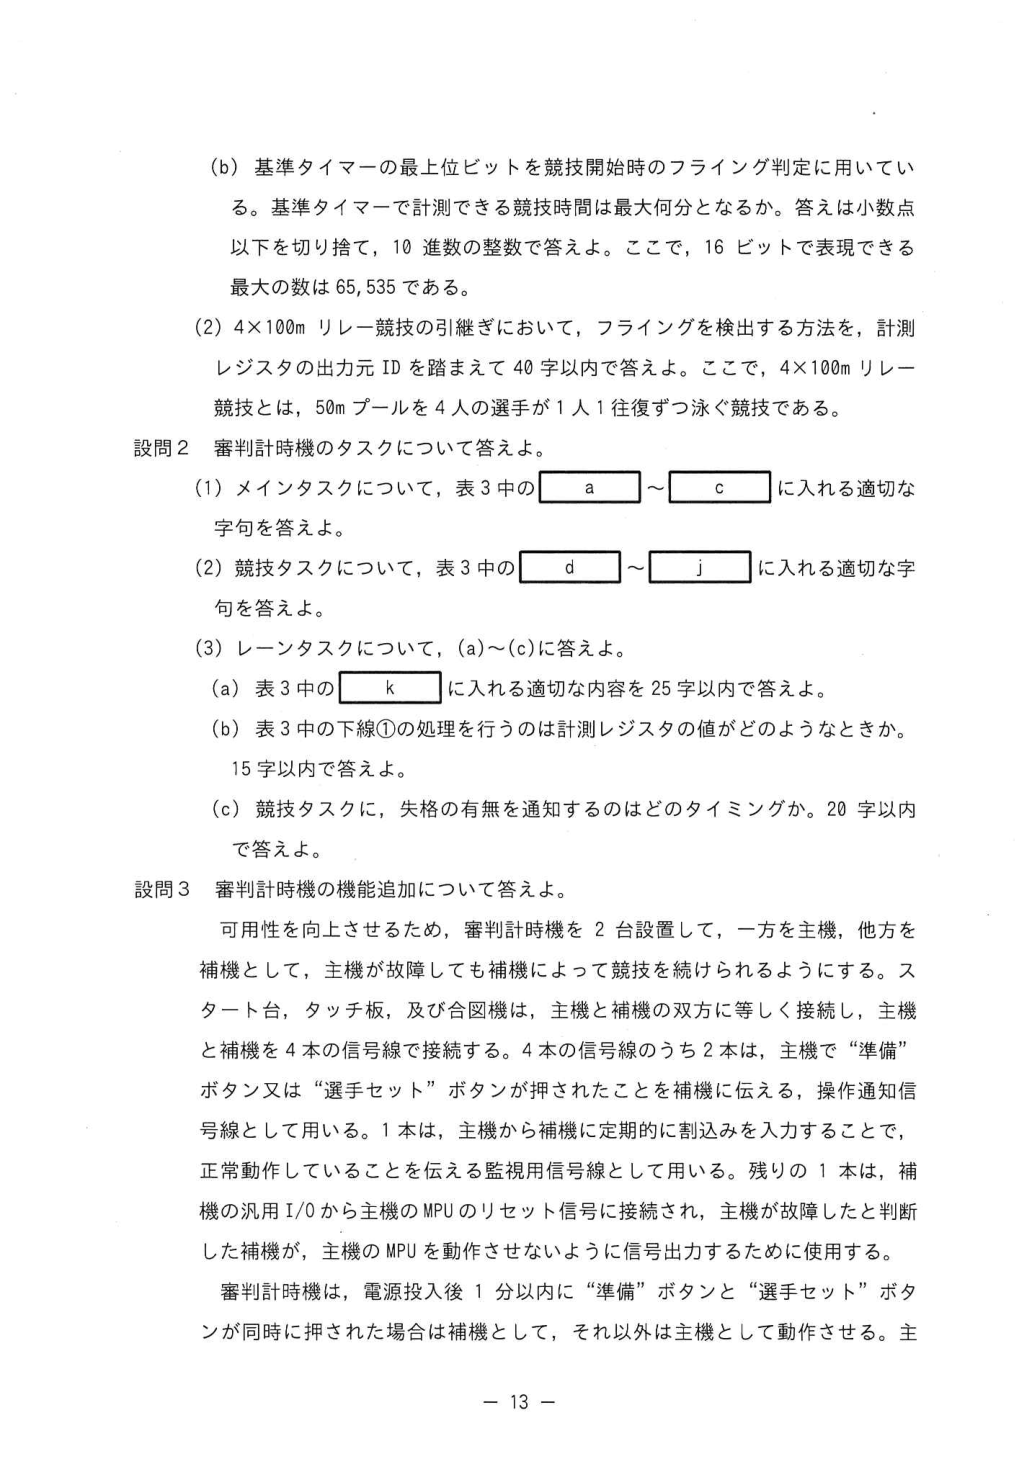 (b) 基準タイマーの最上位ビットを競技開始時のフライング判定に用いてい
る。基準タイマーで計測できる競技時間は最大何分となるか。答えは小数点
以下を切り捨て，10 進数の整数で答えよ。ここで，16 ビットで表現できる
最大の数は 65,535 である。
(2) 4×100m リレー競技の引継ぎにおいて，フライングを検出する方法を，計測
レジスタの出力元 ID を踏まえて 40 字以内で答えよ。ここで，4×100m リレー
競技とは，50m プールを 4 人の選手が 1 人 1 往復ずつ泳ぐ競技である。
設問２ 審判計時機のタスクについて答えよ。
(1) メインタスクについて，表 3 中の a ～ c に入れる適切な
字句を答えよ。
(2) 競技タスクについて，表 3 中の d ～ j に入れる適切な字
句を答えよ。
(3) レーンタスクについて，(a)～(c)に答えよ。
(a) 表 3 中の k に入れる適切な内容を 25 字以内で答えよ。
(b) 表 3 中の下線①の処理を行うのは計測レジスタの値がどのようなときか。
15 字以内で答えよ。
(c) 競技タスクに，失格の有無を通知するのはどのタイミングか。20 字以内
で答えよ。
設問３ 審判計時機の機能追加について答えよ。
可用性を向上させるため，審判計時機を 2 台設置して，一方を主機，他方を
補機として，主機が故障しても補機によって競技を続けられるようにする。ス
タート台，タッチ板，及び合図機は，主機と補機の双方に等しく接続し，主機
と補機を 4 本の信号線で接続する。4 本の信号線のうち 2 本は，主機で“準備”
ボタン又は“選手セット”ボタンが押されたことを補機に伝える，操作通知信
号線として用いる。1 本は，主機から補機に定期的に割込みを入力することで，
正常動作していることを伝える監視用信号線として用いる。残りの 1 本は，補
機の汎用 I/O から主機の MPU のリセット信号に接続され，主機が故障したと判断
した補機が，主機の MPU を動作させないように信号出力するために使用する。
審判計時機は，電源投入後 1 分以内に“準備”ボタンと“選手セット”ボタ
ンが同時に押された場合は補機として，それ以外は主機として動作させる。主
－ 13 －